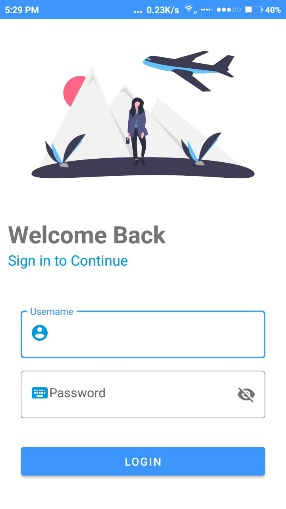 5:29 PM ... 0.23K/s 40%
Welcome Back
Sign in to Continue
Username
Password
LOGIN